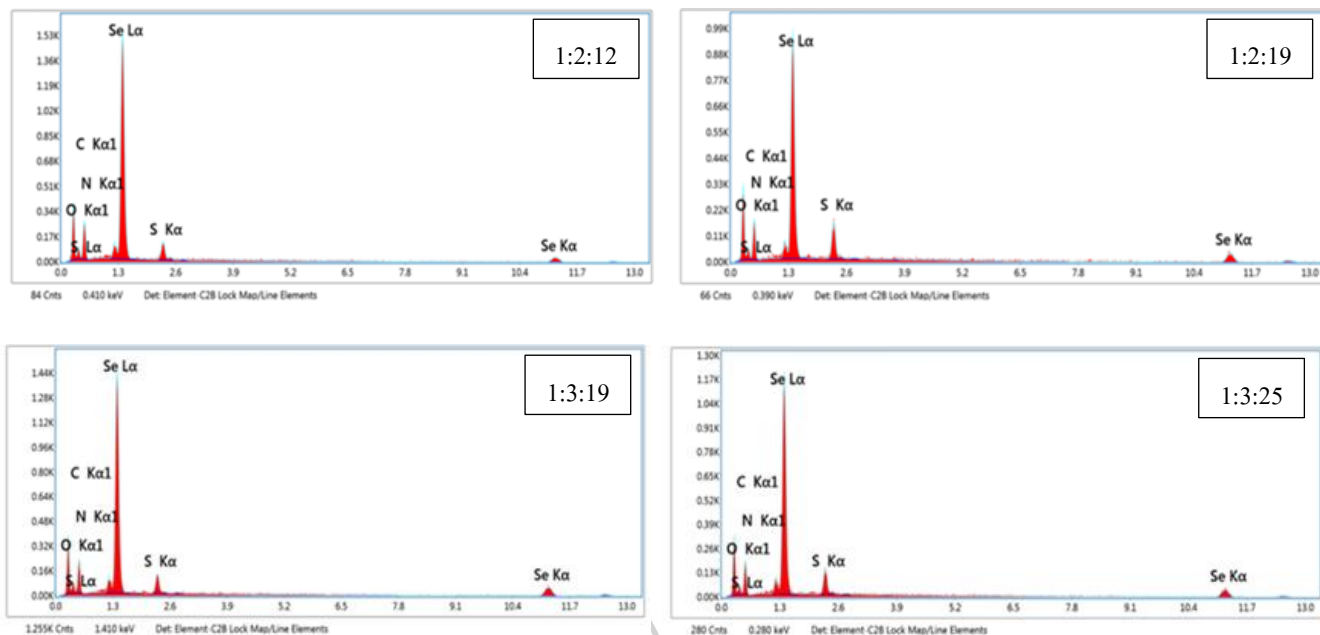 1.53K
1.36K
1.19K
1.02K
0.85K
0.68K
0.51K
0.34K
0.17K
0.00K
Se Lα
C Kα1
N Kα1
O Kα1
S Lα
S Kα
Se Kα
1:2:12
0.0 1.3 2.6 3.9 5.2 6.5 7.8 9.1 10.4 11.7 13.0
84 Cnts 0.410 keV Det: Element-C2B Lock Map/Line Elements
0.99K
0.88K
0.77K
0.66K
0.55K
0.44K
0.33K
0.22K
0.11K
0.00K
Se Lα
C Kα1
N Kα1
O Kα1
S Lα
S Kα
Se Kα
1:2:19
0.0 1.3 2.6 3.9 5.2 6.5 7.8 9.1 10.4 11.7 13.0
66 Cnts 0.390 keV Det: Element-C2B Lock Map/Line Elements
1.44K
1.28K
1.12K
0.96K
0.80K
0.64K
0.48K
0.32K
0.16K
0.00K
Se Lα
C Kα1
N Kα1
O Kα1
S Lα
S Kα
Se Kα
1:3:19
0.0 1.3 2.6 3.9 5.2 6.5 7.8 9.1 10.4 11.7 13.0
1.255K Cnts 1.410 keV Det: Element-C2B Lock Map/Line Elements
1.30K
1.17K
1.04K
0.91K
0.78K
0.65K
0.52K
0.39K
0.26K
0.13K
0.00K
Se Lα
C Kα1
N Kα1
O Kα1
S Lα
S Kα
Se Kα
1:3:25
0.0 1.3 2.6 3.9 5.2 6.5 7.8 9.1 10.4 11.7 13.0
280 Cnts 0.280 keV Det: Element-C2B Lock Map/Line Elements